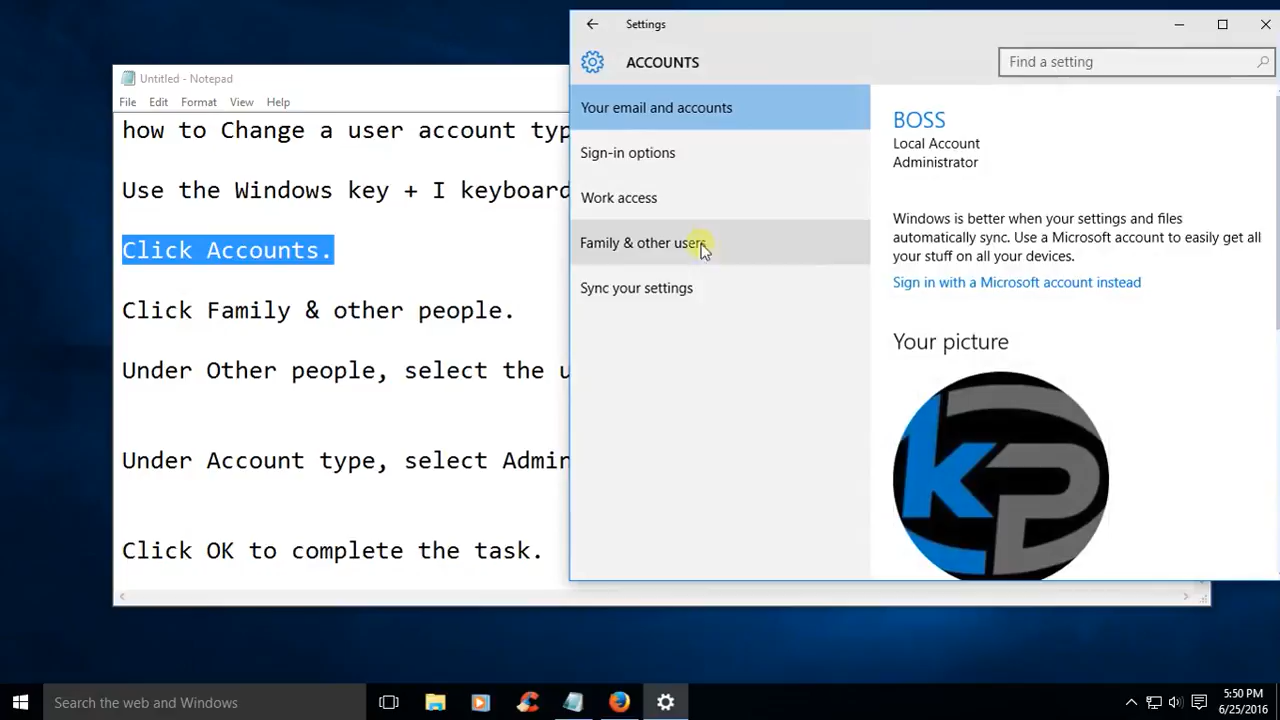 Settings
ACCOUNTS
Find a setting
Your email and accounts
Sign-in options
Work access
Family & other users
Sync your settings
BOSS
Local Account
Administrator
Windows is better when your settings and files
automatically sync. Use a Microsoft account to easily get all
your stuff on all your devices.
Sign in with a Microsoft account instead
Your picture
KP
Untitled - Notepad
File Edit Format View Help
how to Change a user account typ
Use the Windows key + I keyboard
Click Accounts.
Click Family & other people.
Under Other people, select the u
Under Account type, select Admin
Click OK to complete the task.
Search the web and Windows
5:50 PM
6/25/2016